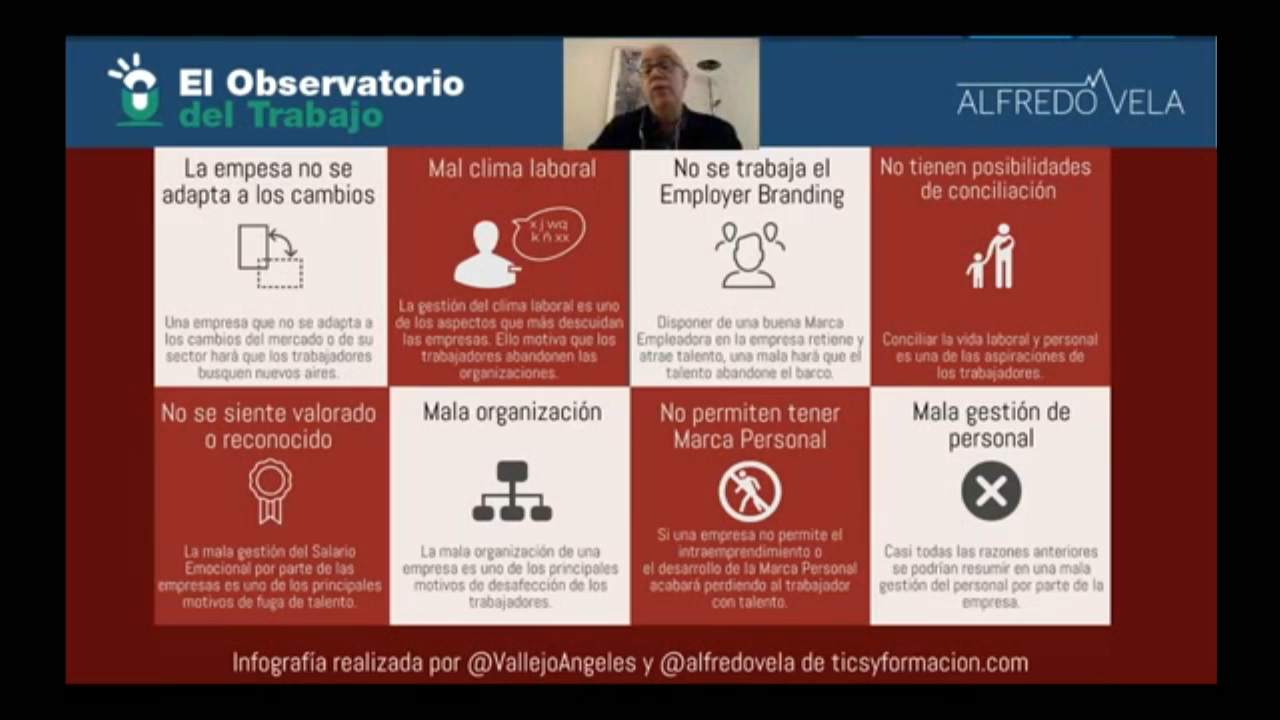 El Observatorio
del Trabajo
ALFREDO VELA
La empesa no se
adapta a los cambios
Una empresa que no se adapta a
los cambios del mercado o de su
sector hará que los trabajadores
busquen nuevos aires.
Mal clima laboral
x j wq
k ñ xx
La gestión del clima laboral es uno
de los aspectos que más descuidan
las empresas. Ello motiva que los
trabajadores abandonen las
organizaciones.
No se trabaja el
Employer Branding
Disponer de una buena Marca
Empleadora en la empresa retiene y
atrae talento, una mala hará que el
talento abandone el barco.
No tienen posibilidades
de conciliación
Conciliar la vida laboral y personal
es una de las aspiraciones de
los trabajadores.
No se siente valorado
o reconocido
La mala gestión del Salario
Emocional por parte de las
empresas es uno de los principales
motivos de fuga de talento.
Mala organización
La mala organización de una
empresa es uno de los principales
motivos de desafección de los
trabajadores.
No permiten tener
Marca Personal
Si una empresa no permite el
intraemprendimiento o
el desarrollo de la Marca Personal
acabará perdiendo al trabajador
con talento.
Mala gestión de
personal
Casi todas las razones anteriores
se podrían resumir en una mala
gestión del personal por parte de la
empresa.
Infografía realizada por @VallejoAngeles y @alfredovela de ticsyformacion.com